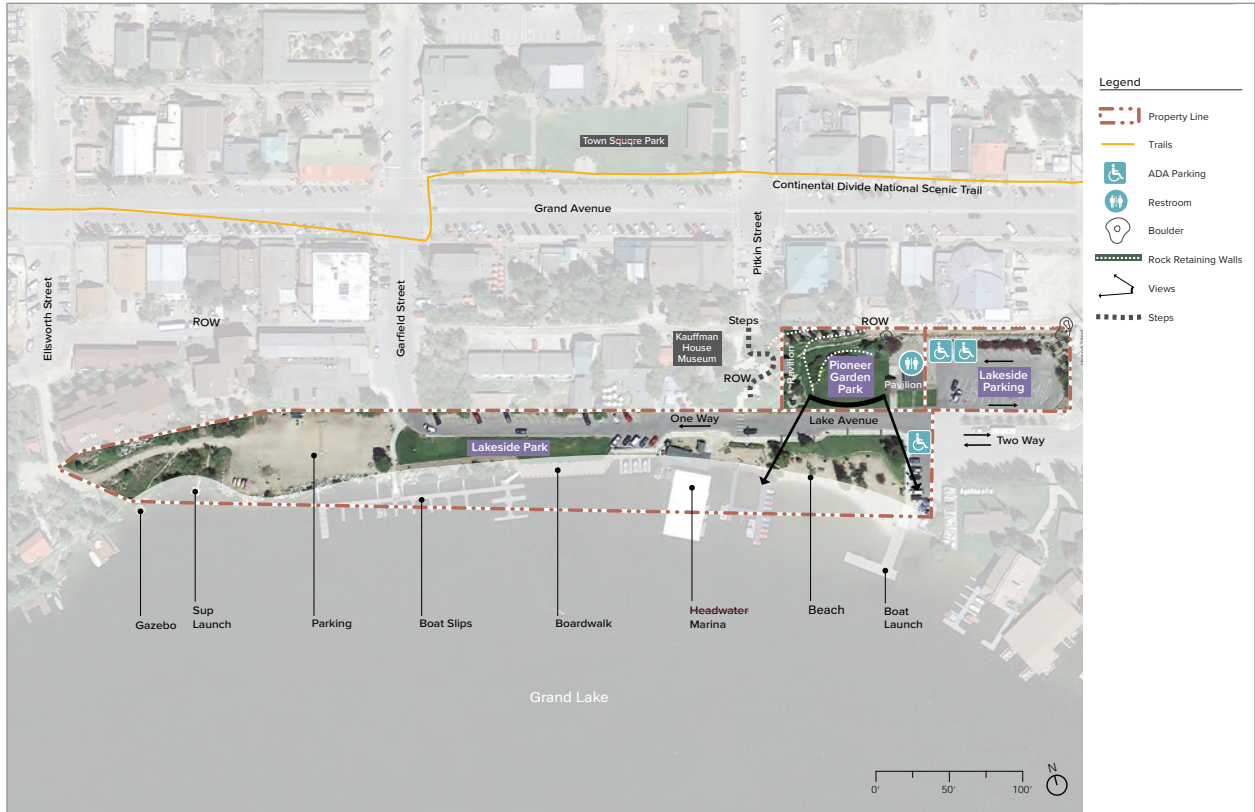 Town Squqre Park
Continental Divide National Scenic Trail
Grand Avenue
Ellsworth Street
Garfield Street
Pitkin Street
ROW
Steps
Kauffman
House
Museum
ROW
ROW
Pavilion
Pioneer
Garden
Park
Pavilion
Lakeside
Parking
One Way
Lake Avenue
Two Way
Lakeside Park
Gazebo
Sup
Launch
Parking
Boat Slips
Boardwalk
Headwater
Marina
Beach
Boat
Launch
Grand Lake
0'
50'
100'
N
Legend
Property Line
Trails
ADA Parking
Restroom
Boulder
Rock Retaining Walls
Views
Steps